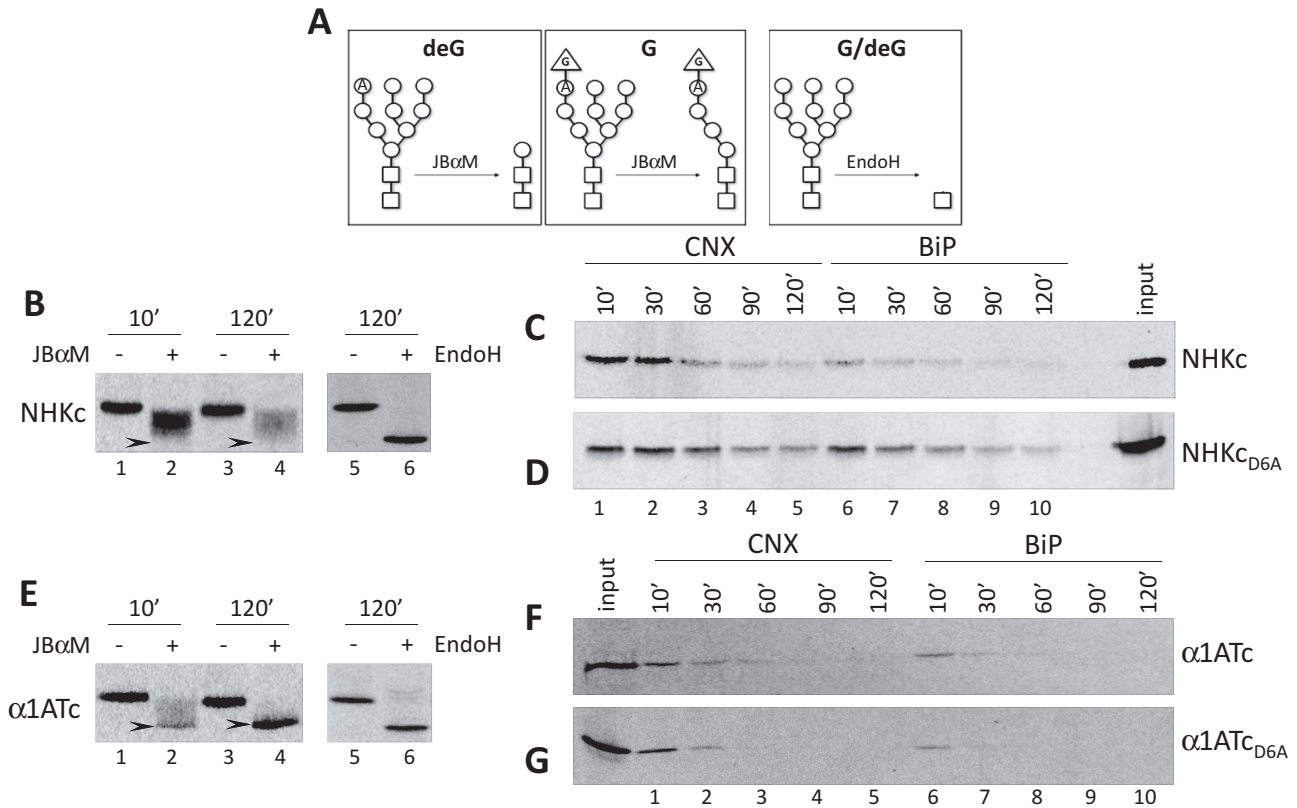 A
deG
G
G/deG
G
G
A
A
A
JBαM
JBαM
EndoH
CNX
BiP
10’
30’
60’
90’
120’
10’
30’
60’
90’
120’
input
B
10’
120’
120’
JBαM
-
+
-
+
-
+
EndoH
NHKc
1
2
3
4
5
6
C
NHKc
D
NHKcD6A
1
2
3
4
5
6
7
8
9
10
CNX
BiP
input
10’
30’
60’
90’
120’
10’
30’
60’
90’
120’
E
10’
120’
120’
JBαM
-
+
-
+
-
+
EndoH
α1ATc
1
2
3
4
5
6
F
α1ATc
G
α1ATcD6A
1
2
3
4
5
6
7
8
9
10